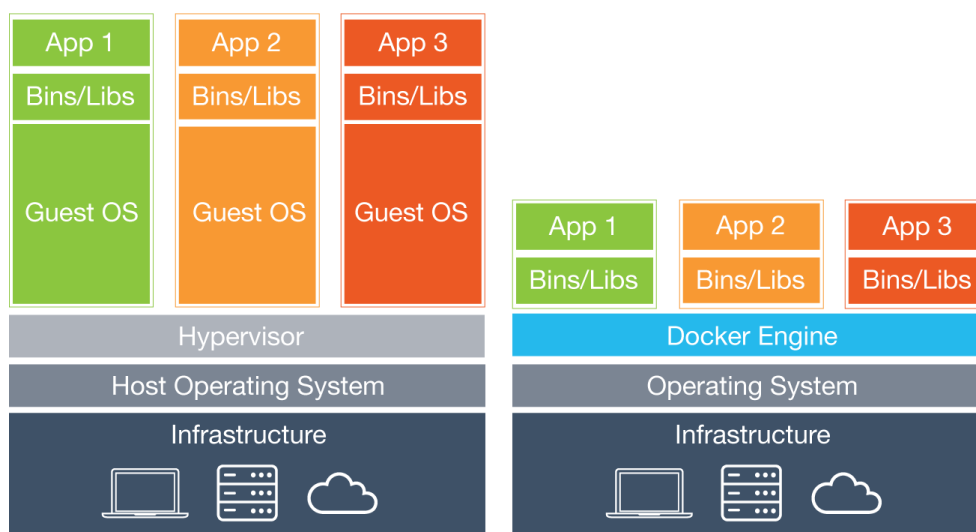 App 1
App 2
App 3
Bins/Libs
Bins/Libs
Bins/Libs
Guest OS
Guest OS
Guest OS
Hypervisor
Host Operating System
Infrastructure
App 1
App 2
App 3
Bins/Libs
Bins/Libs
Bins/Libs
Docker Engine
Operating System
Infrastructure